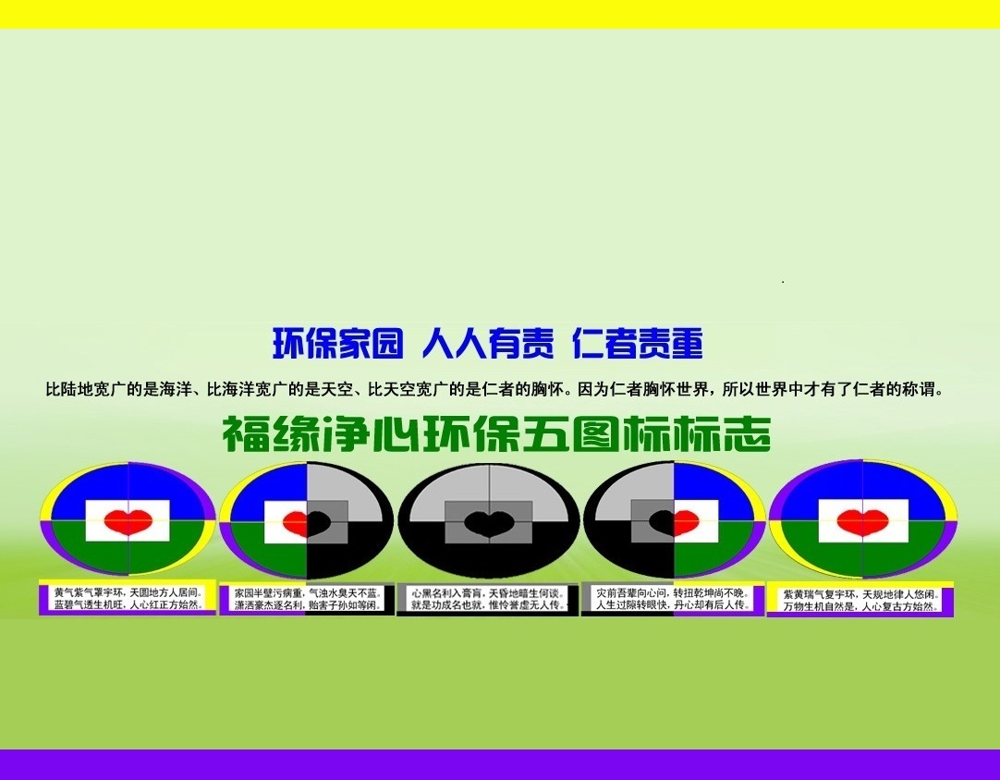 环保家园 人人有责 仁者责重
比陆地宽广的是海洋、比海洋宽广的是天空、比天空宽广的是仁者的胸怀。因为仁者胸怀世界，所以世界中才有了仁者的称谓。
福缘净心环保五图标标志
黄气紫气罩宇环，天圆地方人居间。
蓝碧气透生机旺，人心红正方始然。
家园半壁污病重，气浊水臭天不蓝。
潇洒豪杰逐名利，贻害子孙如等闲。
心黑名利入膏肓，天昏地暗生何谈。
就是功成名也就，惟怜誉虚无人传。
灾前吾辈向心问，转扭乾坤尚不晚。
人生过隙转眼快，丹心却有后人传。
紫黄瑞气复宇环，天规地律人悠闲。
万物生机自然是，人心复古方始然。